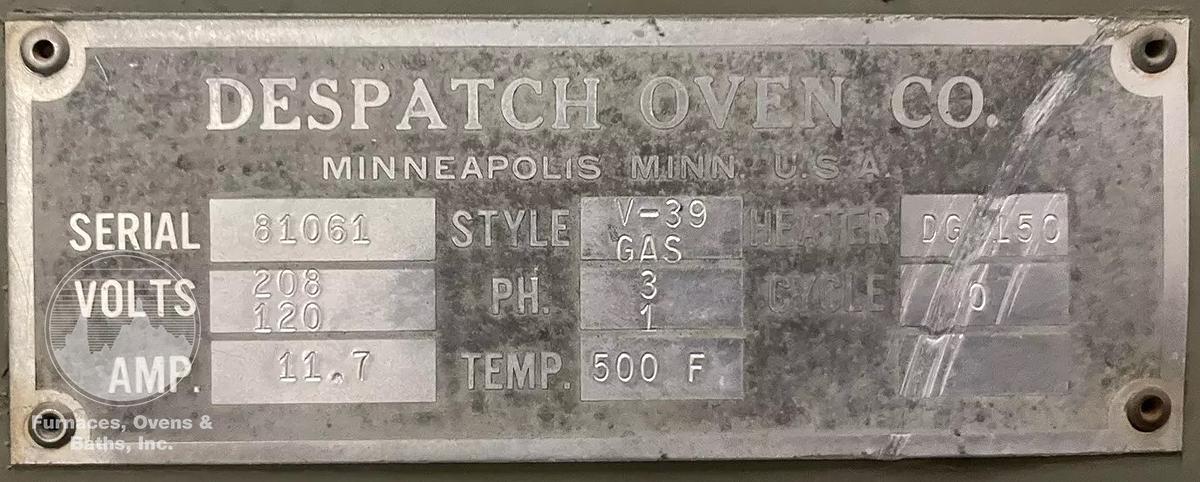 DESPATCH OVEN CO.
MINNEAPOLIS MINN. U.S.A.
SERIAL 81061 STYLE V-39 GAS HEATER DG 150
VOLTS 208 120 PH. 3 1 CYCLE 0
AMP. 11.7 TEMP. 500 F
Furnaces, Ovens &
Baths, Inc.